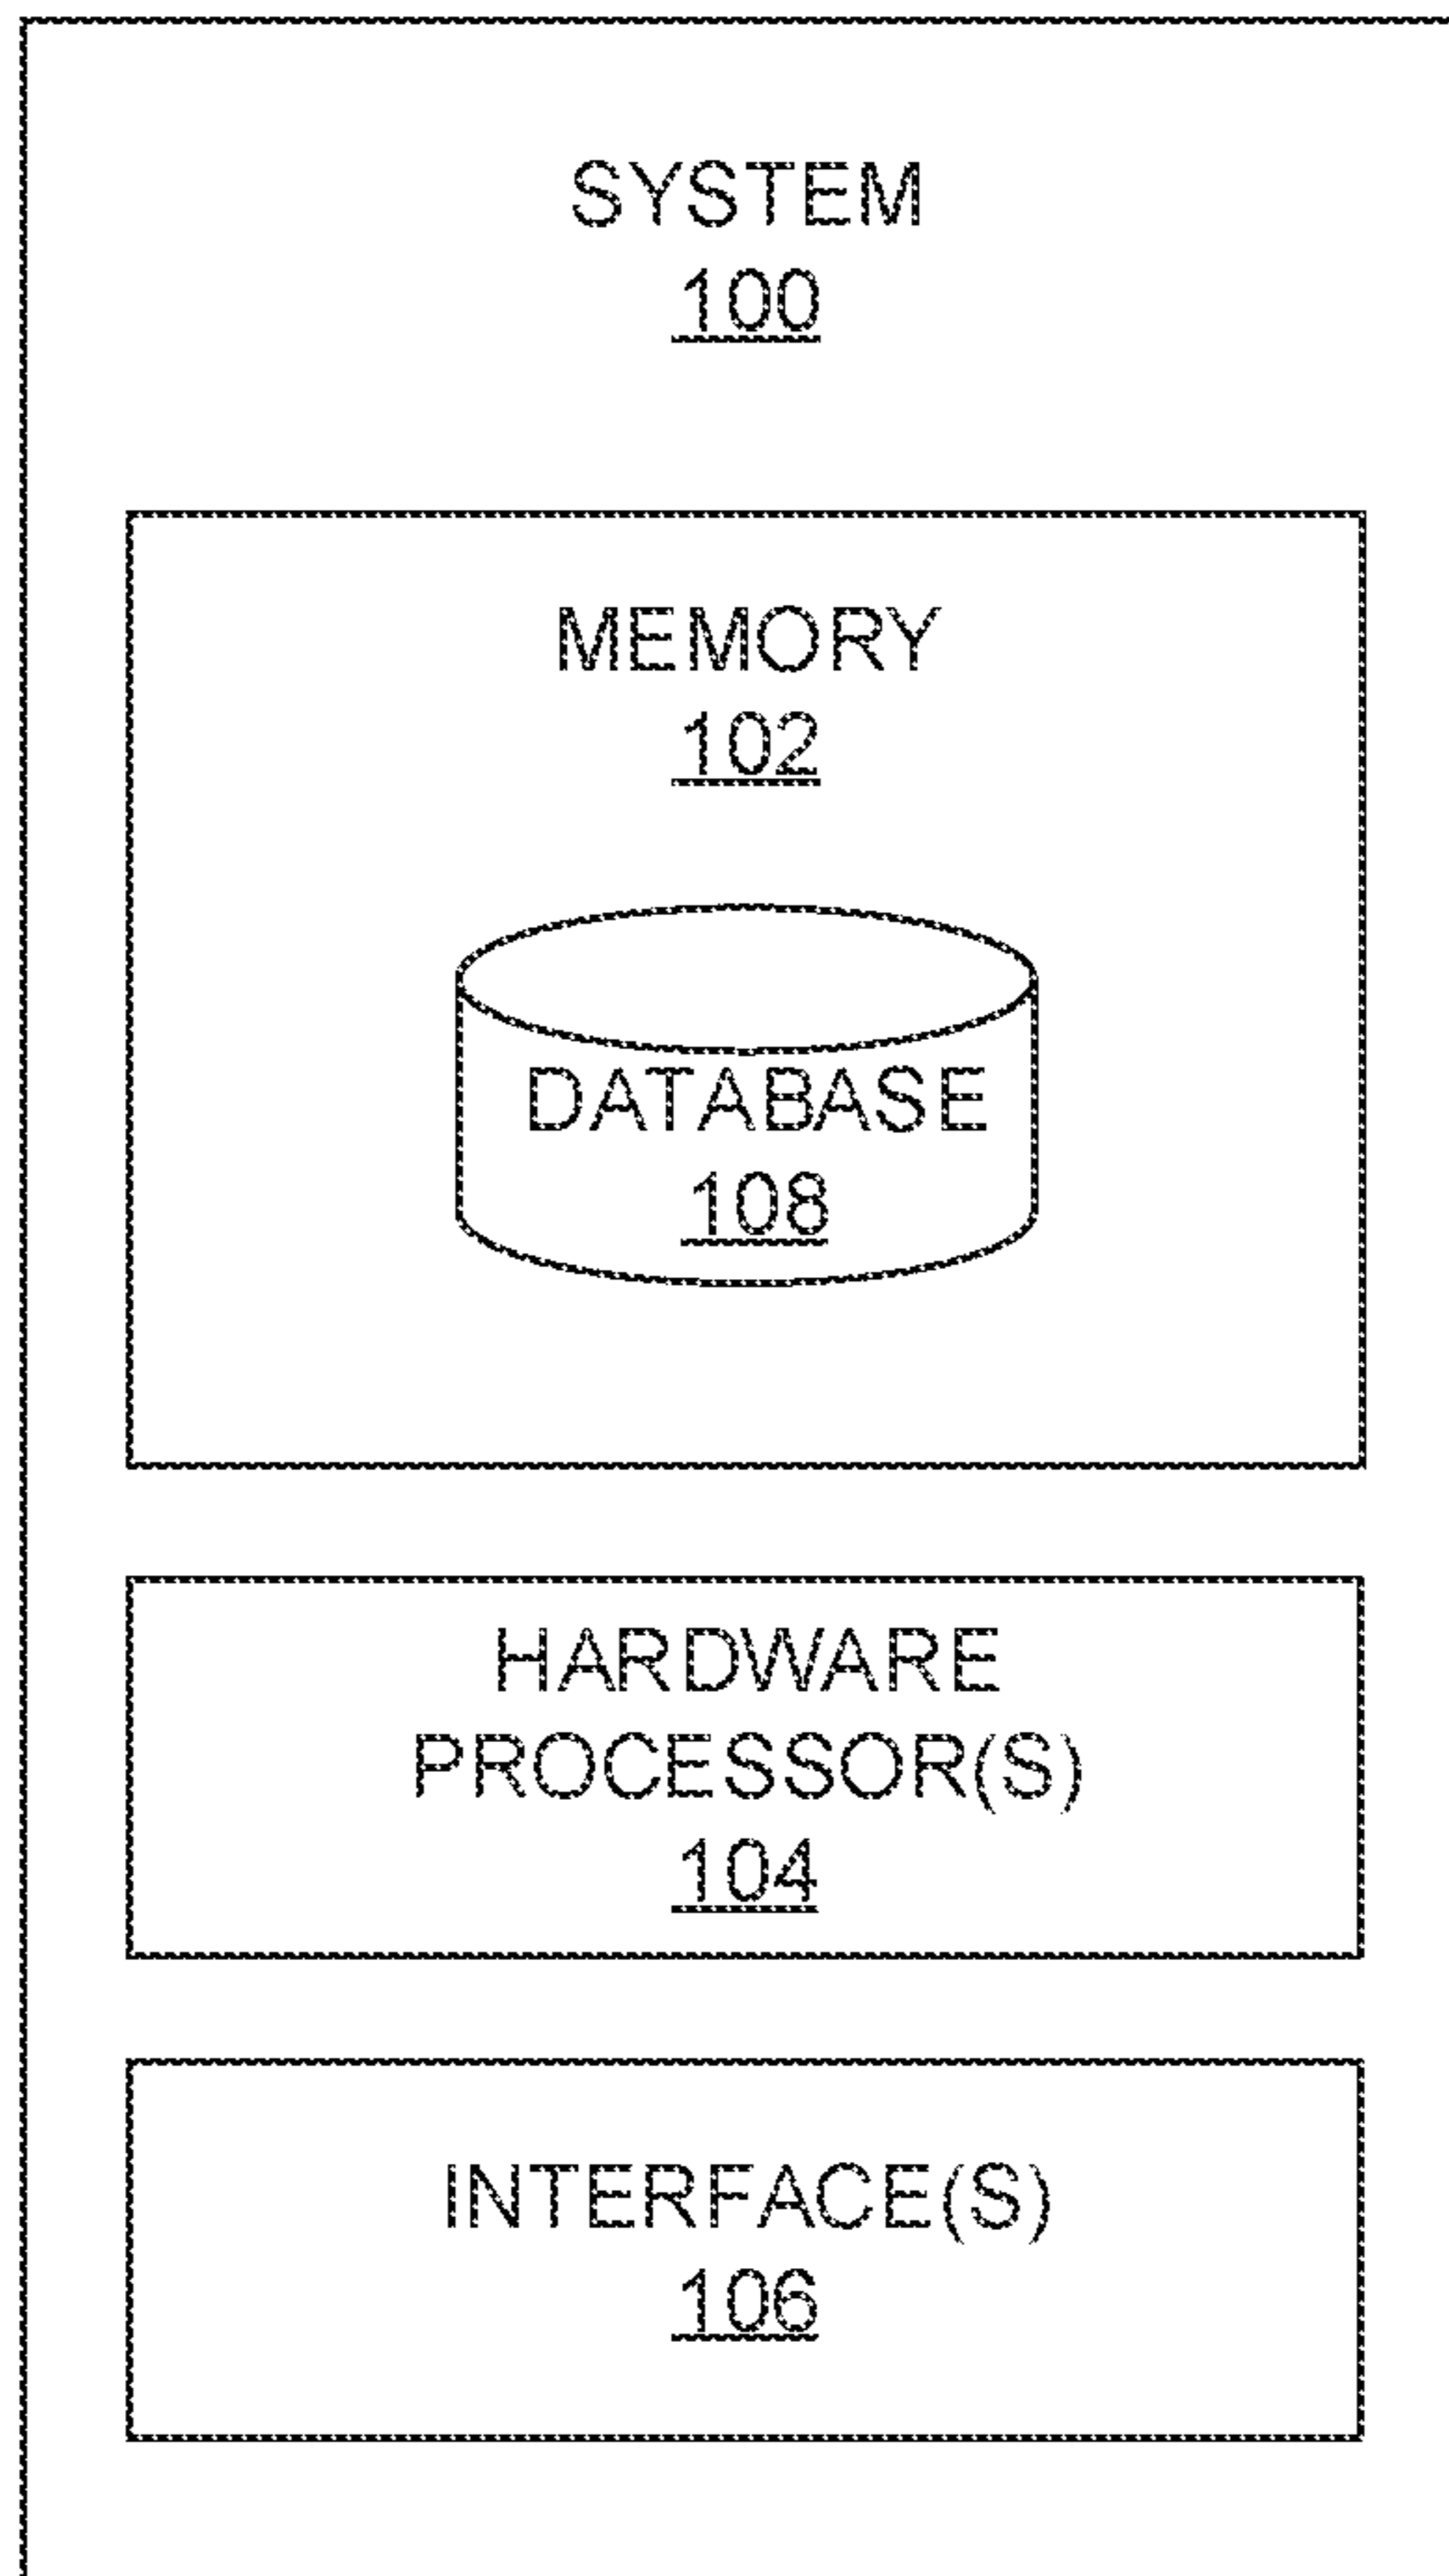 SYSTEM
100
MEMORY
102
DATABASE
108
HARDWARE
PROCESSOR(S)
104
INTERFACE(S)
106